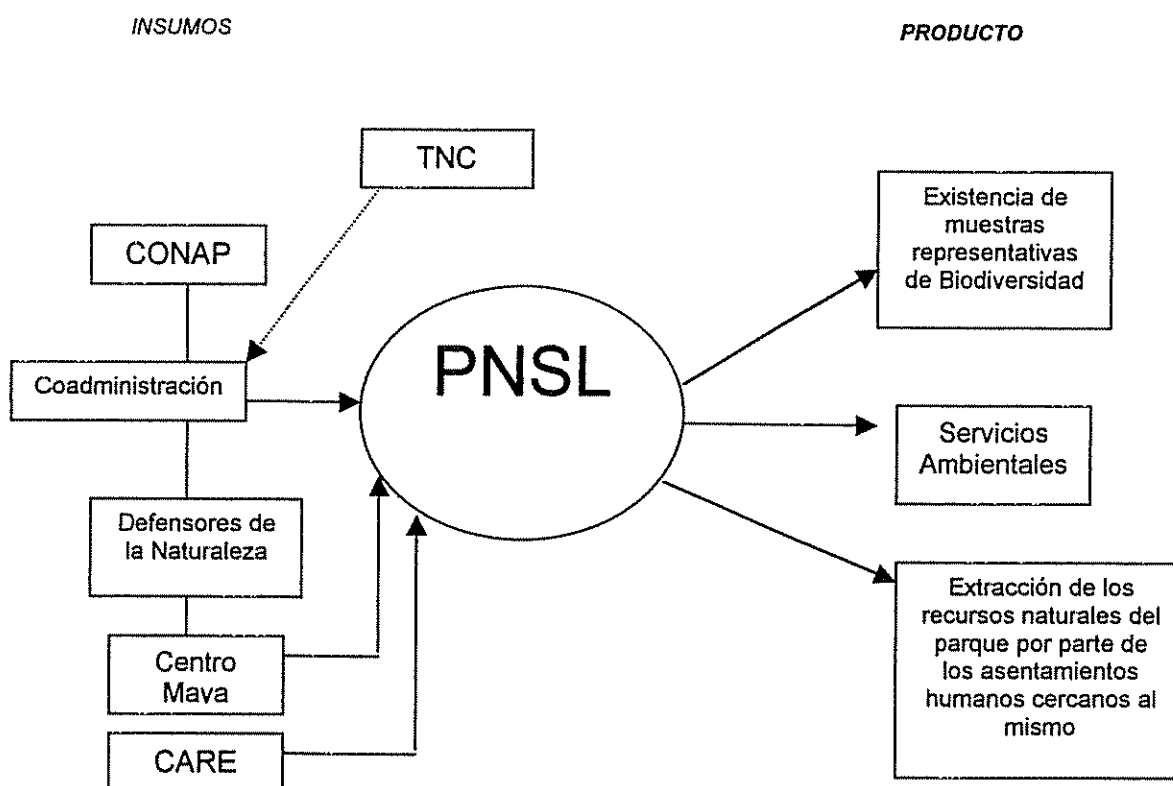 INSUMOS
PRODUCTO
TNC
CONAP
Coadministración
Defensores de
la Naturaleza
Centro
Mava
CARE
PNSL
Existencia de
muestras
representativas
de Biodiversidad
Servicios
Ambientales
Extracción de los
recursos naturales del
parque por parte de
los asentamientos
humanos cercanos al
mismo